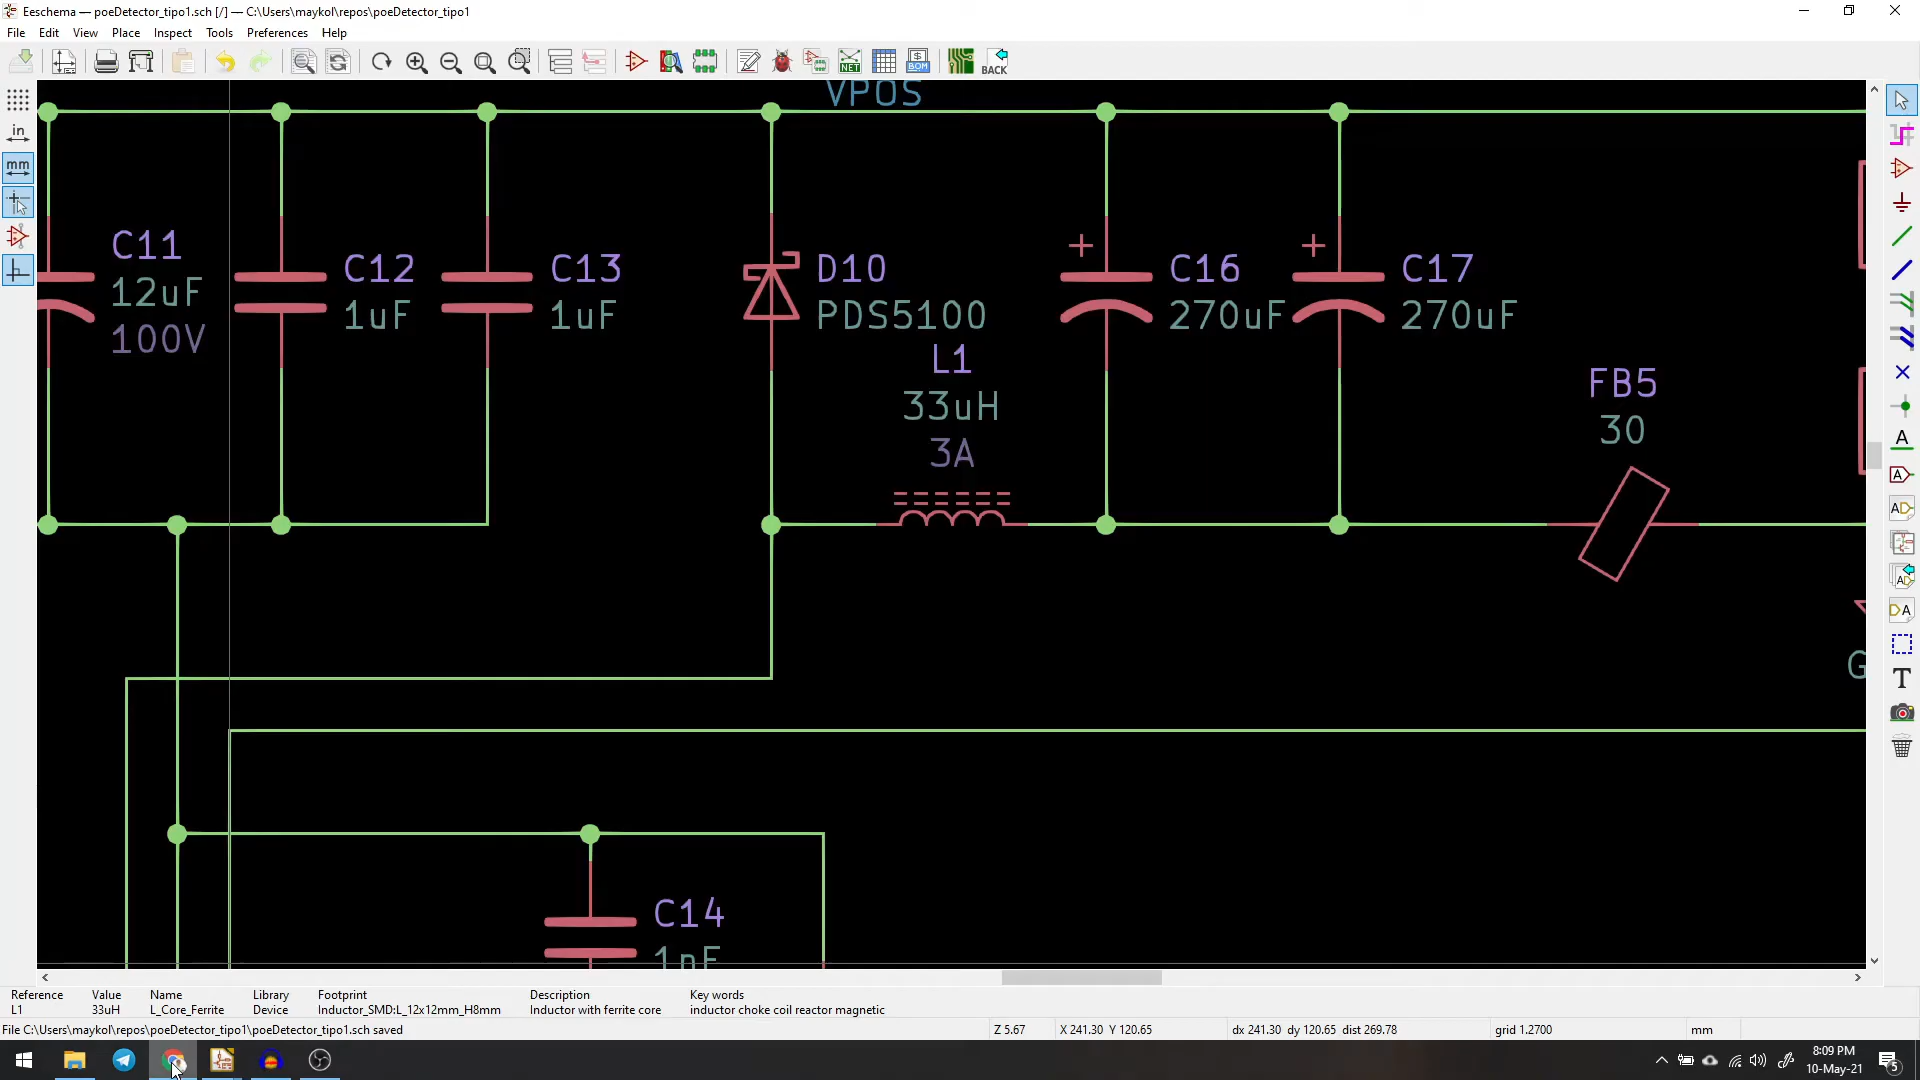 Eeschema — poeDetector_tipo1.sch [/] — C:\Users\maykol\repos\poeDetector_tipo1
File Edit View Place Inspect Tools Preferences Help
NET
BOM
BACK
in
mm
VPOS
C11
12uF
100V
C12
1uF
C13
1uF
D10
PDS5100
L1
33uH
3A
+
C16
270uF
+
C17
270uF
FB5
30
G
C14
1nF
A
A
A
A
A
T
Reference Value Name Library Footprint Description Key words
L1 33uH L_Core_Ferrite Device Inductor_SMD:L_12x12mm_H8mm Inductor with ferrite core inductor choke coil reactor magnetic
File C:\Users\maykol\repos\poeDetector_tipo1\poeDetector_tipo1.sch saved Z 5.67 X 241.30 Y 120.65 dx 241.30 dy 120.65 dist 269.78 grid 1.2700 mm
8:09 PM
10-May-21
5